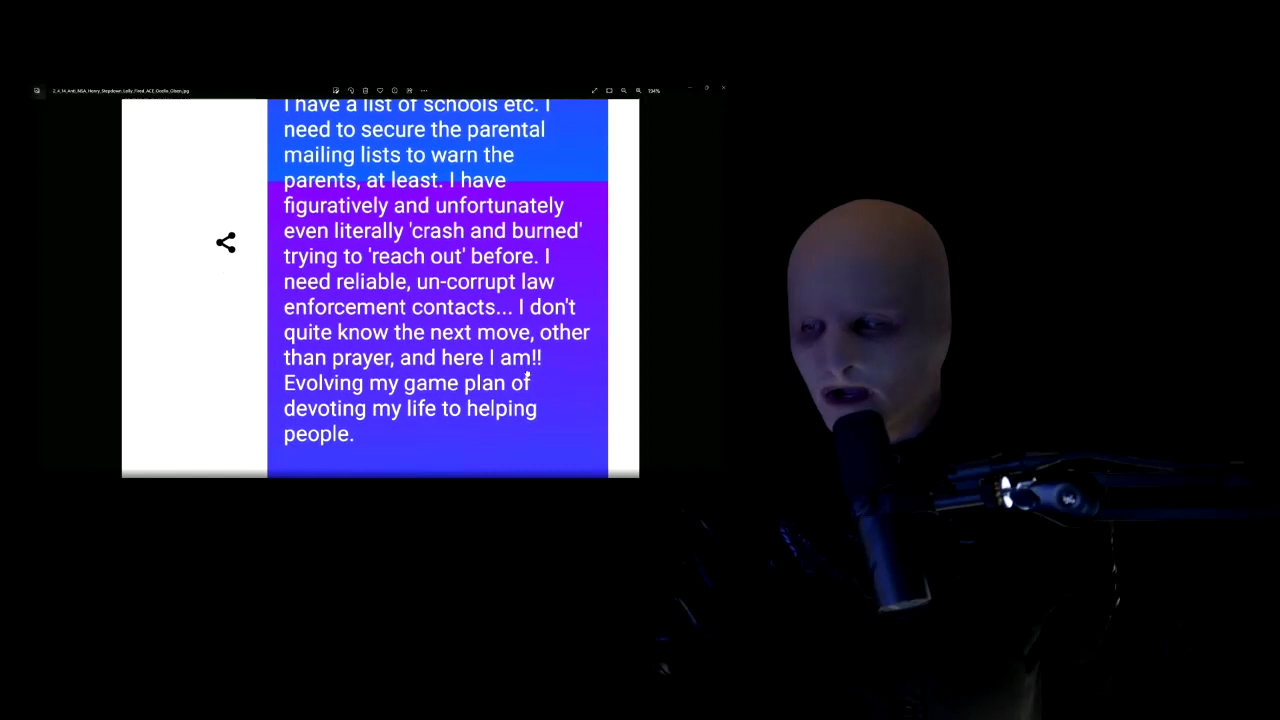 194%
I have a list of schools etc. I
need to secure the parental
mailing lists to warn the
parents, at least. I have
figuratively and unfortunately
even literally 'crash and burned'
trying to 'reach out' before. I
need reliable, un-corrupt law
enforcement contacts... I don't
quite know the next move, other
than prayer, and here I am!!
Evolving my game plan of
devoting my life to helping
people.